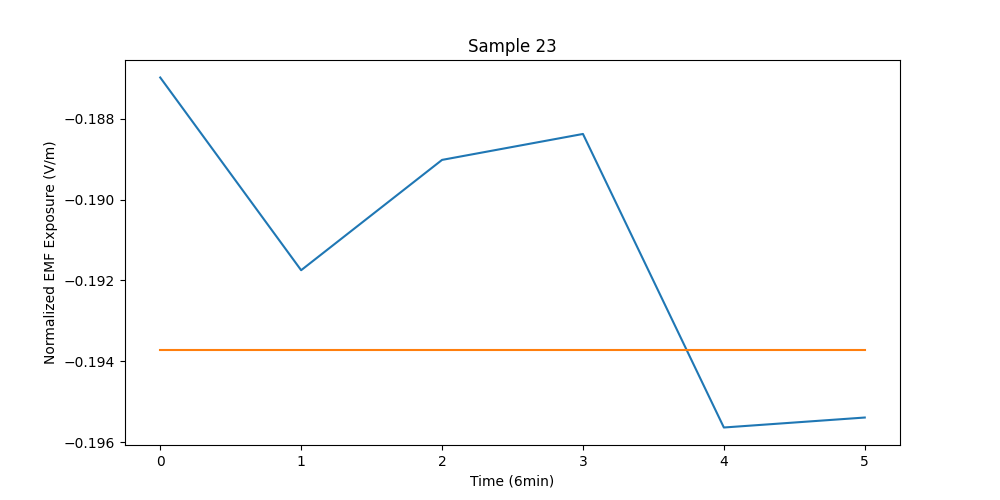 Sample 23
Normalized EMF Exposure (V/m)
−0.188
−0.190
−0.192
−0.194
−0.196
0 1 2 3 4 5
Time (6min)